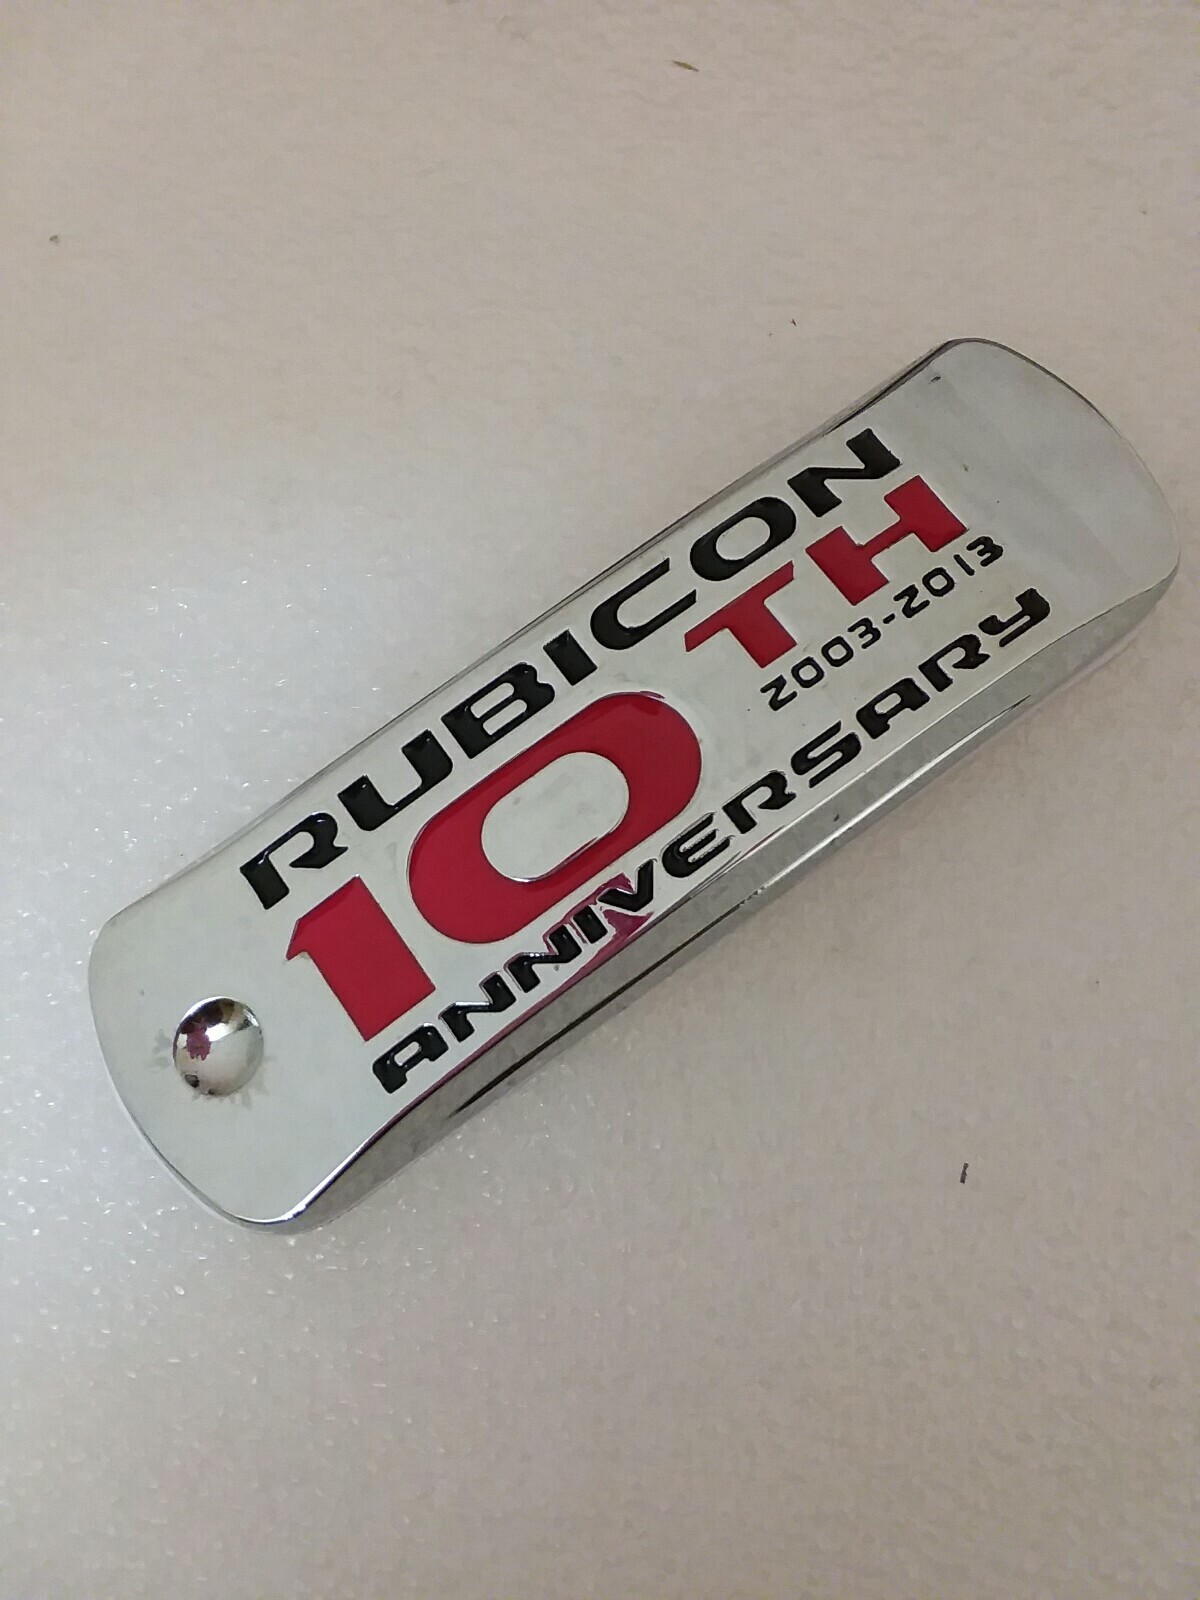 RUBICON
10TH
2003-2013
ANNIVERSARY